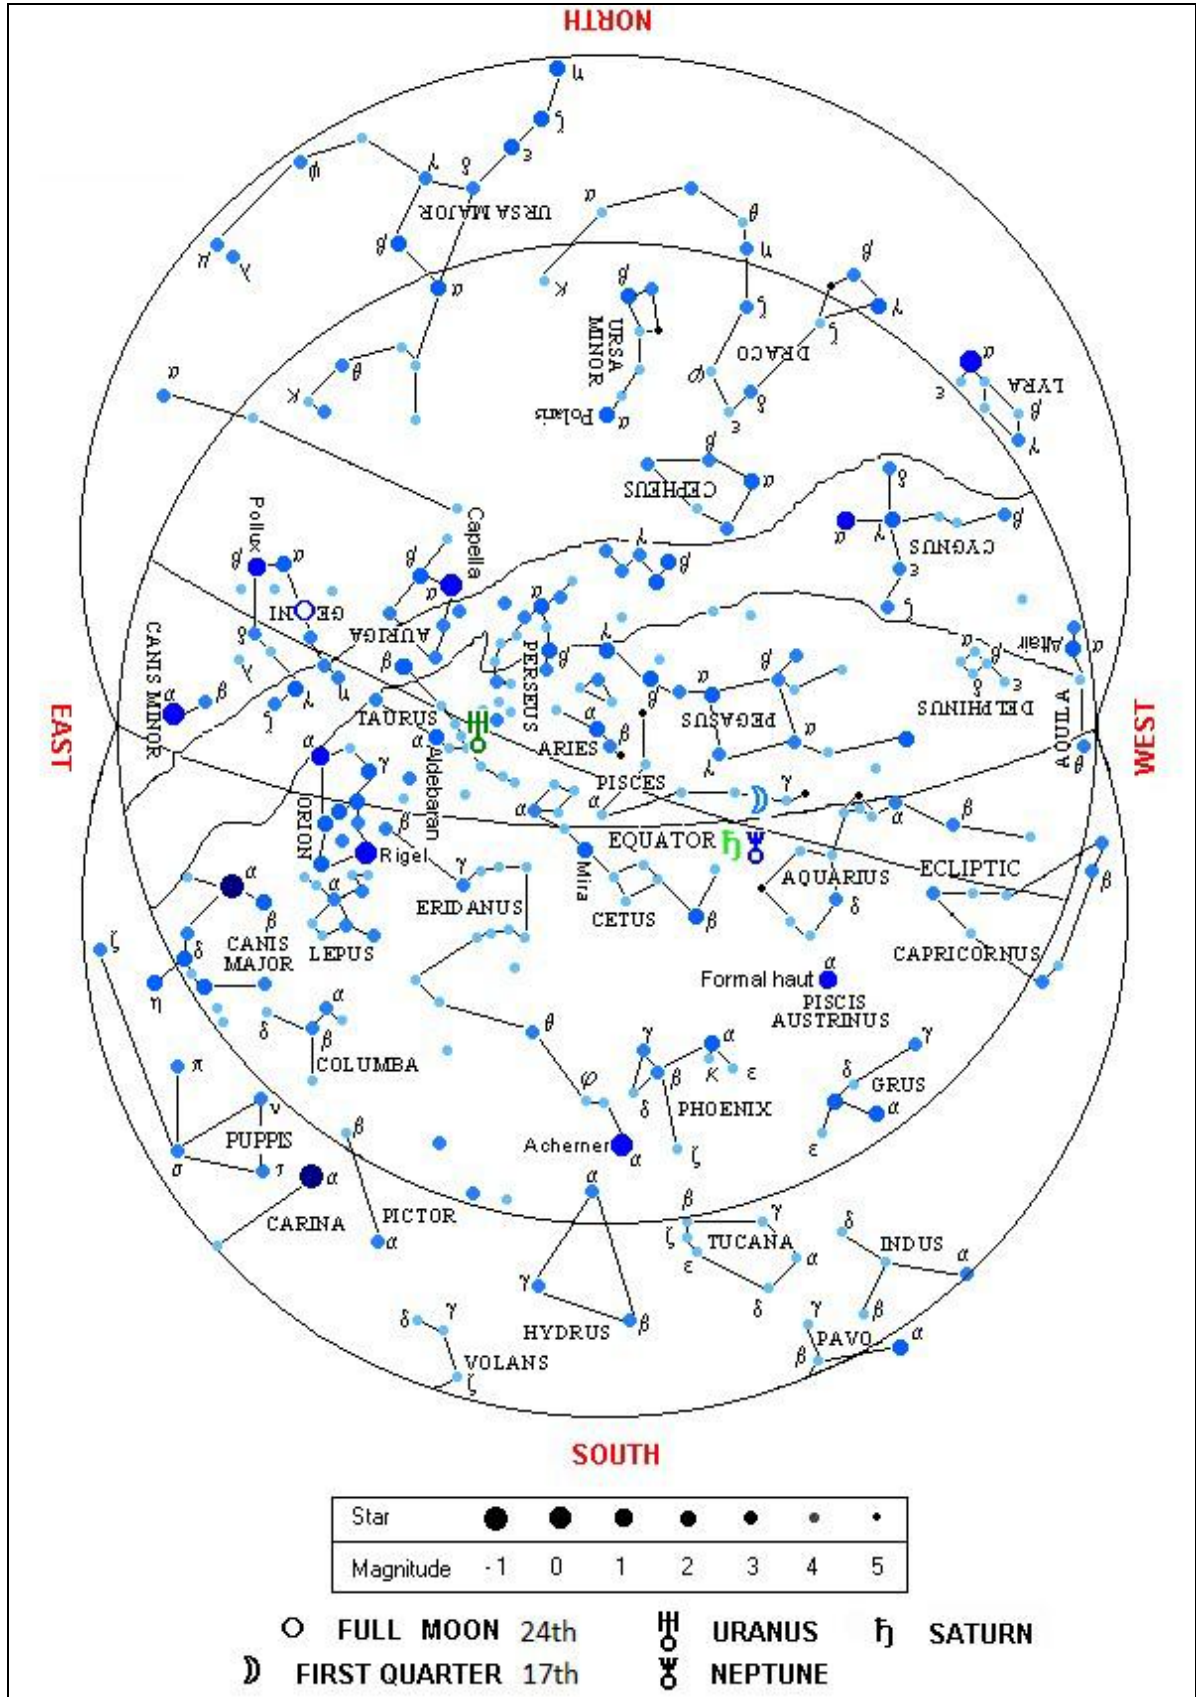 NORTH
η
ζ
ε
ψ
γ
δ
URSA MAJOR
α
θ
β
η
μ
λ
κ
β
α
β
URSA
MINOR
ζ
γ
ζ
DRACO
θ
α
κ
φ
α
ε
LYRA
δ
β
Polaris
α
ε
γ
β
δ
α
CEPHEUS
Pollux
Capella
β
α
γ
CYGNUS
β
α
γ
β
β
α
ε
GEMINI
ζ
AURIGA
α
Altair
α
δ
γ
α
β
β
PERSEUS
β
λ
β
δ
ε
CANIS MINOR
η
β
α
α
β
γ
ζ
TAURUS
PEGASUS
DELPHINUS
AQUILA
EAST
WEST
α
Aldebaran
ARIES
α
β
γ
α
θ
γ
PISCES
ORION
α
α
γ
α
β
β
EQUATOR
Rigel
Mira
ECLIPTIC
γ
AQUARIUS
β
α
α
ERIDANUS
CETUS
β
δ
β
ζ
δ
CANIS
MAJOR
LEPUS
CAPRICORNUS
α
Formal haut
η
PISCIS
AUSTRINUS
α
δ
β
θ
γ
α
γ
COLUMBA
π
κ
ε
δ
GRUS
β
φ
δ
PHOENIX
α
ν
β
PUPPIS
Acherner
α
ζ
ε
σ
τ
α
α
CARINA
PICTOR
β
γ
δ
ζ
TUCANA
INDUS
α
ε
α
α
γ
δ
β
δ
γ
HYDRUS
β
γ
PAVO
α
VOLANS
β
ζ
SOUTH
Star
Magnitude -1 0 1 2 3 4 5
FULL MOON 24th URANUS SATURN
FIRST QUARTER 17th NEPTUNE